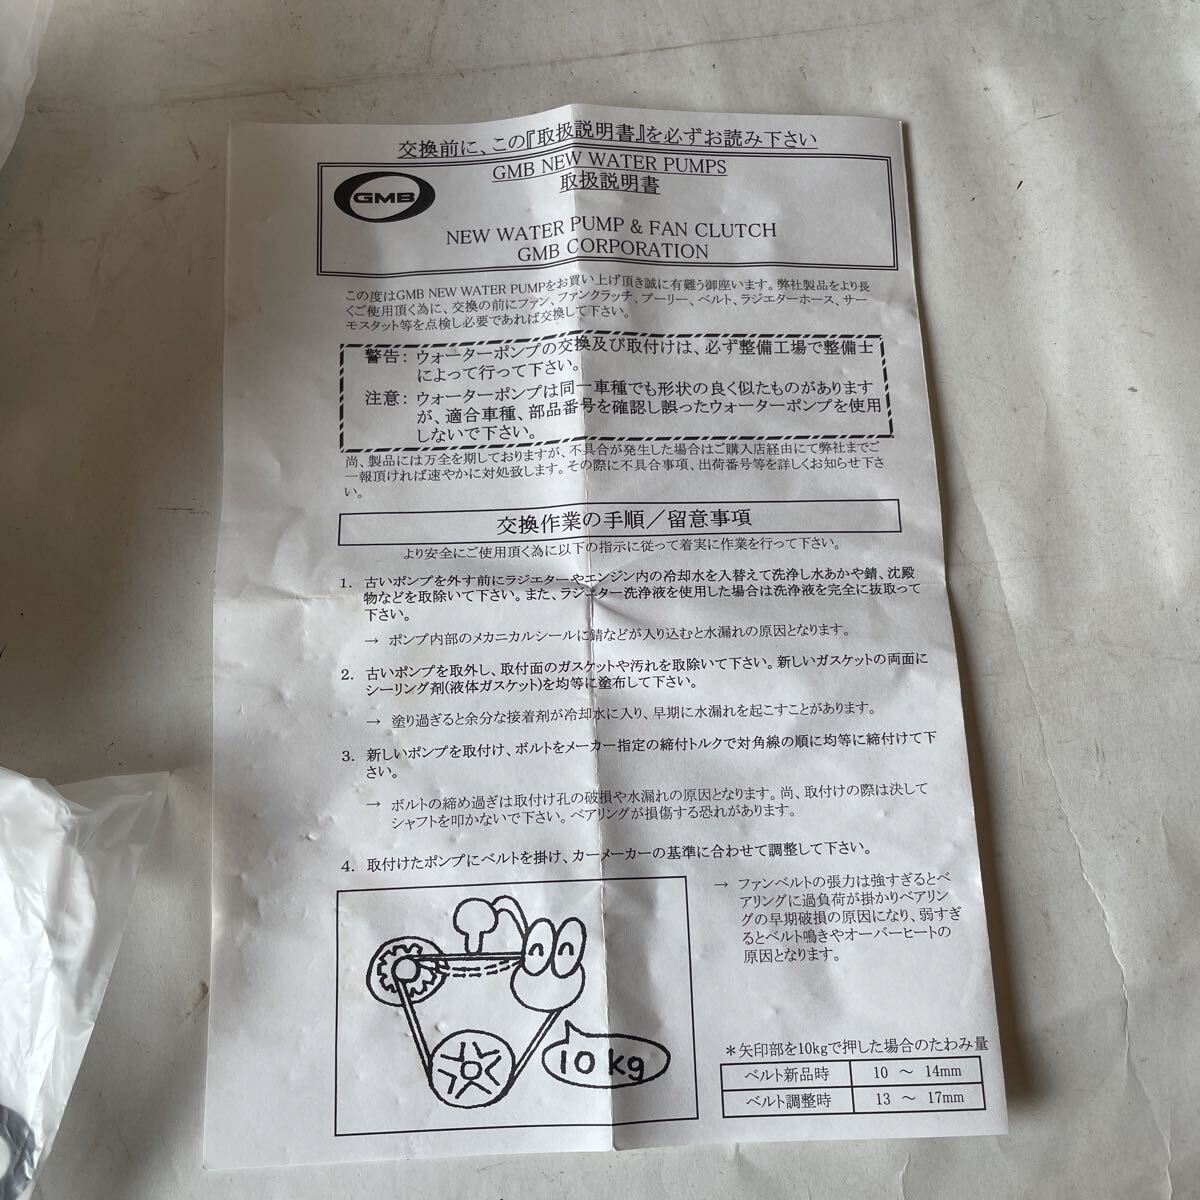 交換前に、この『取扱説明書』を必ずお読み下さい
GMB
GMB NEW WATER PUMPS
取扱説明書
NEW WATER PUMP & FAN CLUTCH
GMB CORPORATION
この度はGMB NEW WATER PUMPをお買い上げ頂き誠に有難う御座います。弊社製品をより長
くご使用頂く為に、交換の前にファン、ファンクラッチ、プーリー、ベルト、ラジエターホース、サー
モスタット等を点検し必要であれば交換して下さい。
警告: ウォーターポンプの交換及び取付けは、必ず整備工場で整備士
によって行って下さい。
注意: ウォーターポンプは同一車種でも形状の良く似たものがあります
が、適合車種、部品番号を確認し誤ったウォーターポンプを使用
しないで下さい。
尚、製品には万全を期しておりますが、不具合が発生した場合はご購入店経由にて弊社までご
一報頂ければ速やかに対処致します。その際に不具合事項、出荷番号等を詳しくお知らせ下さ
い。
交換作業の手順/留意事項
より安全にご使用頂く為に以下の指示に従って着実に作業を行って下さい。
1. 古いポンプを外す前にラジエターやエンジン内の冷却水を入替えて洗浄し水あかや錆、沈殿
物などを取除いて下さい。また、ラジエター洗浄液を使用した場合は洗浄液を完全に抜取って
下さい。
→ ポンプ内部のメカニカルシールに錆などが入り込むと水漏れの原因となります。
2. 古いポンプを取外し、取付面のガスケットや汚れを取除いて下さい。新しいガスケットの両面に
シーリング剤(液体ガスケット)を均等に塗布して下さい。
→ 塗り過ぎると余分な接着剤が冷却水に入り、早期に水漏れを起こすことがあります。
3. 新しいポンプを取付け、ボルトをメーカー指定の締付トルクで対角線の順に均等に締付けて下
さい。
→ ボルトの締め過ぎは取付け孔の破損や水漏れの原因となります。尚、取付けの際は決して
シャフトを叩かないで下さい。ベアリングが損傷する恐れがあります。
4. 取付けたポンプにベルトを掛け、カーメーカーの基準に合わせて調整して下さい。
→ ファンベルトの張力は強すぎるとベ
アリングに過負荷が掛かりベアリン
グの早期破損の原因になり、弱すぎ
るとベルト鳴きやオーバーヒートの
原因となります。
10kg
*矢印部を10kgで押した場合のたわみ量
ベルト新品時 10 ～ 14mm
ベルト調整時 13 ～ 17mm